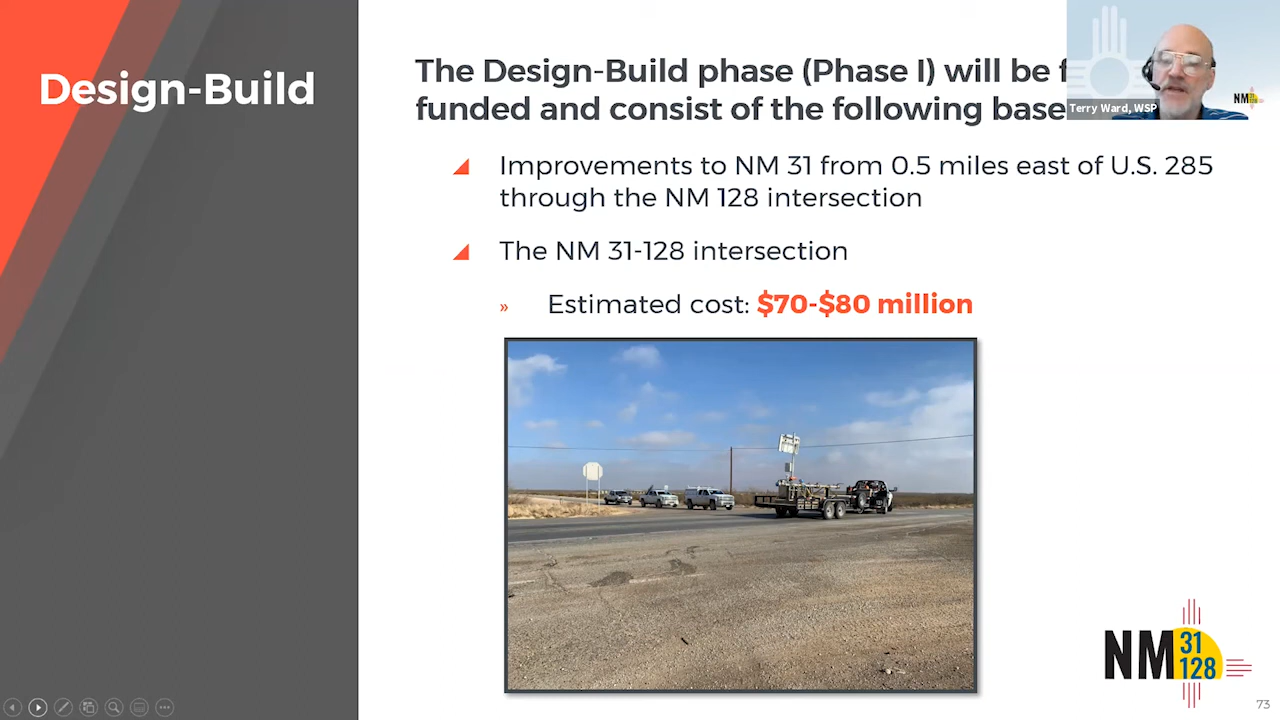 Design-Build
The Design-Build phase (Phase I) will be
funded and consist of the following base
Terry Ward, WSP
NM
Improvements to NM 31 from 0.5 miles east of U.S. 285
through the NM 128 intersection
The NM 31-128 intersection
» Estimated cost: $70-$80 million
NM 31
128
73